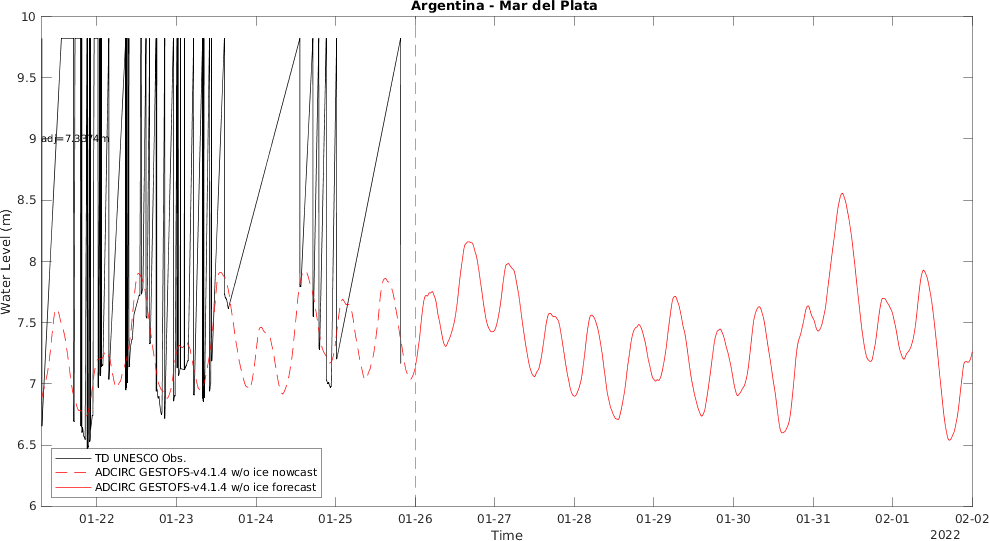 Argentina - Mar del Plata
10
9.5
9
8.5
8
7.5
7
6.5
6
Water Level (m)
adj=7.3374m
TD UNESCO Obs.
ADCIRC GESTOFS-v4.1.4 w/o ice nowcast
ADCIRC GESTOFS-v4.1.4 w/o ice forecast
01-22 01-23 01-24 01-25 01-26 01-27 01-28 01-29 01-30 01-31 02-01 02-02
Time
2022